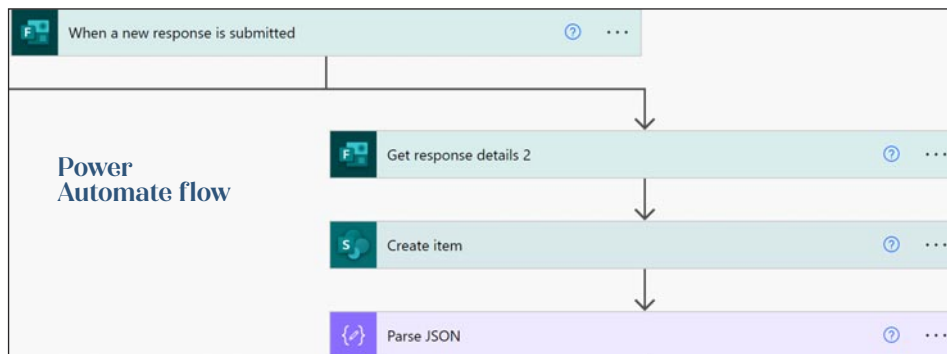 When a new response is submitted
Get response details 2
Power
Automate flow
Create item
Parse JSON